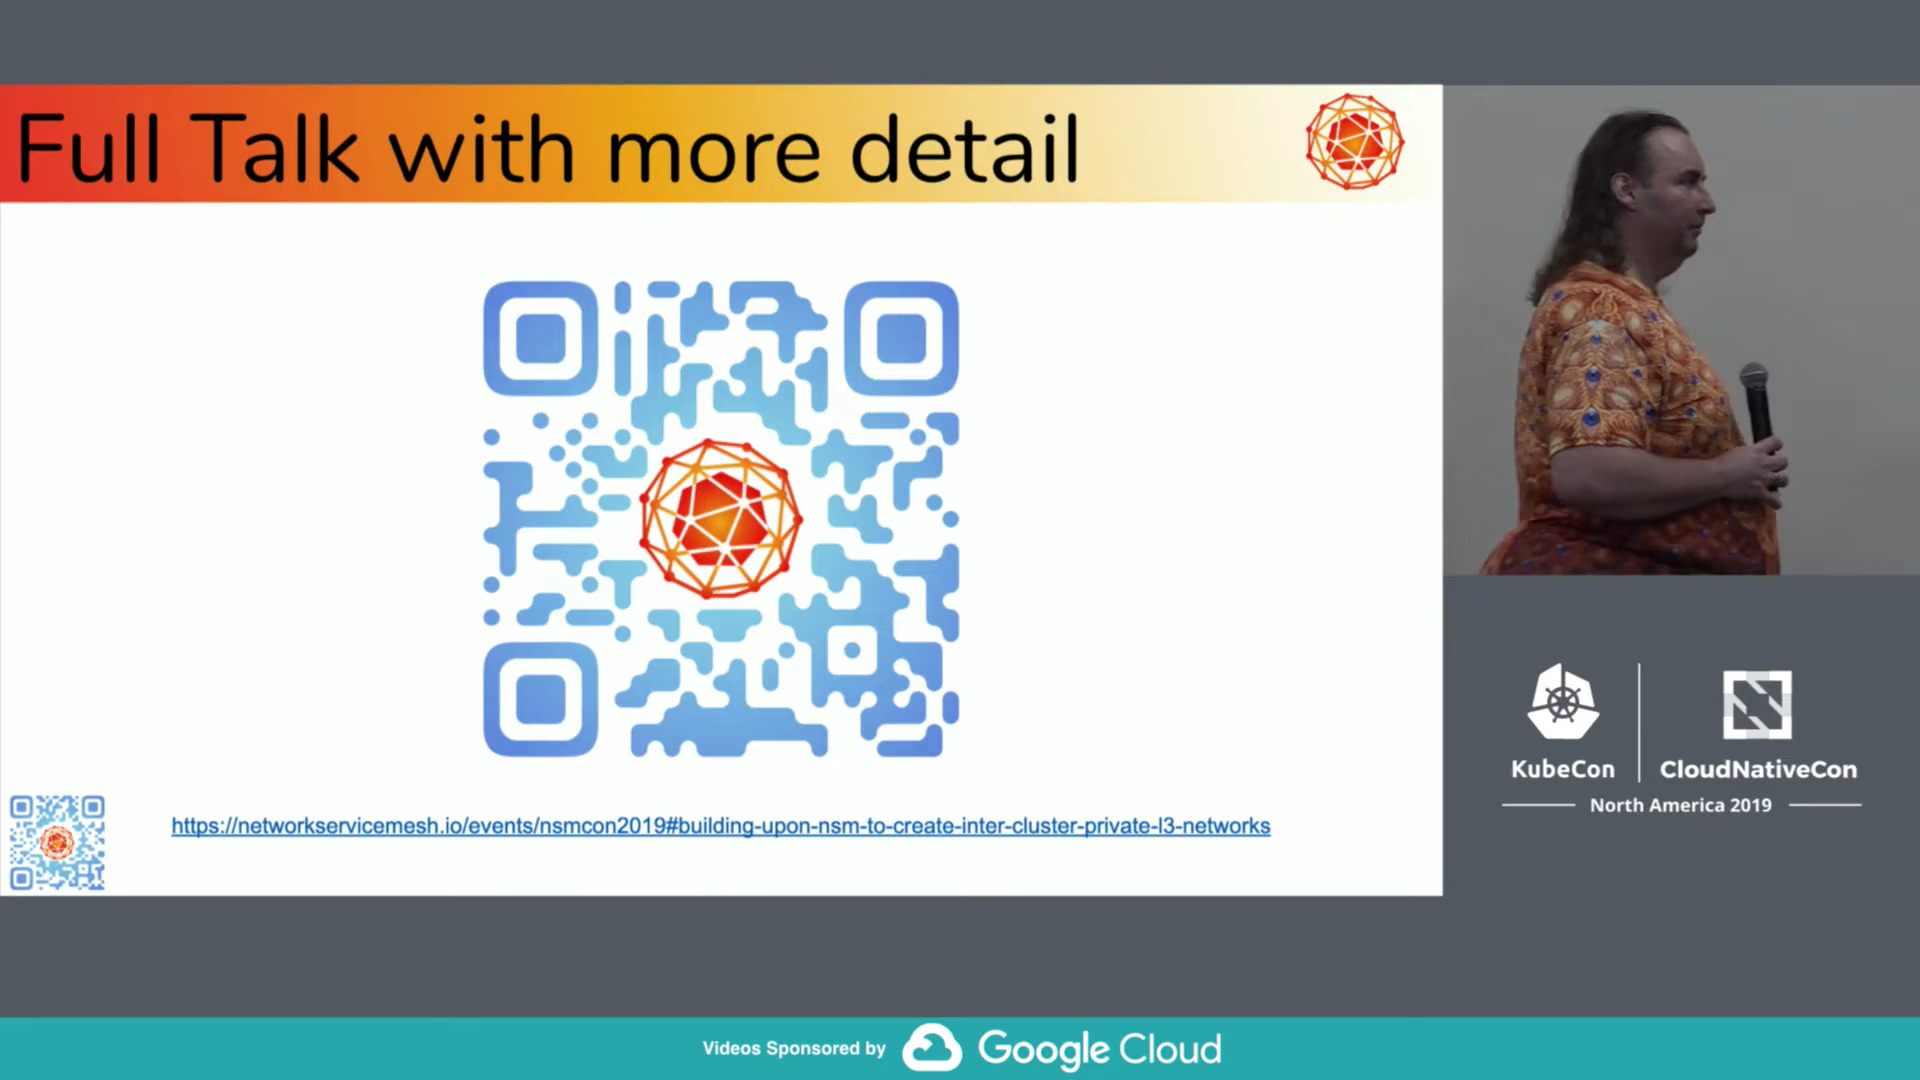 Full Talk with more detail
https://networkservicemesh.io/events/nsmcon2019#building-upon-nsm-to-create-inter-cluster-private-l3-networks
KubeCon
CloudNativeCon
North America 2019
Videos Sponsored by Google Cloud